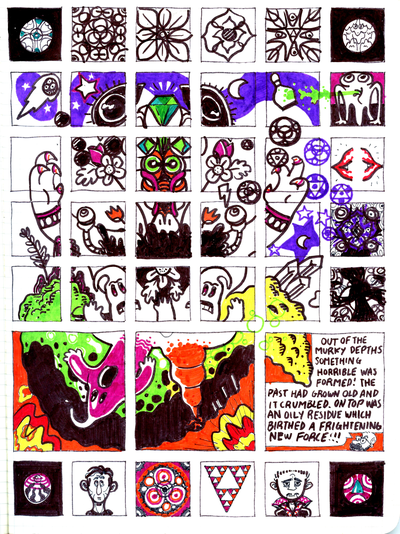 OUT OF THE
MURKY DEPTHS
SOMETHING
HORRIBLE WAS
FORMED! THE
PAST HAD GROWN OLD AND
IT CRUMBLED. ON TOP WAS
AN OILY RESIDUE WHICH
BIRTHED A FRIGHTENING
NEW FORCE!!!